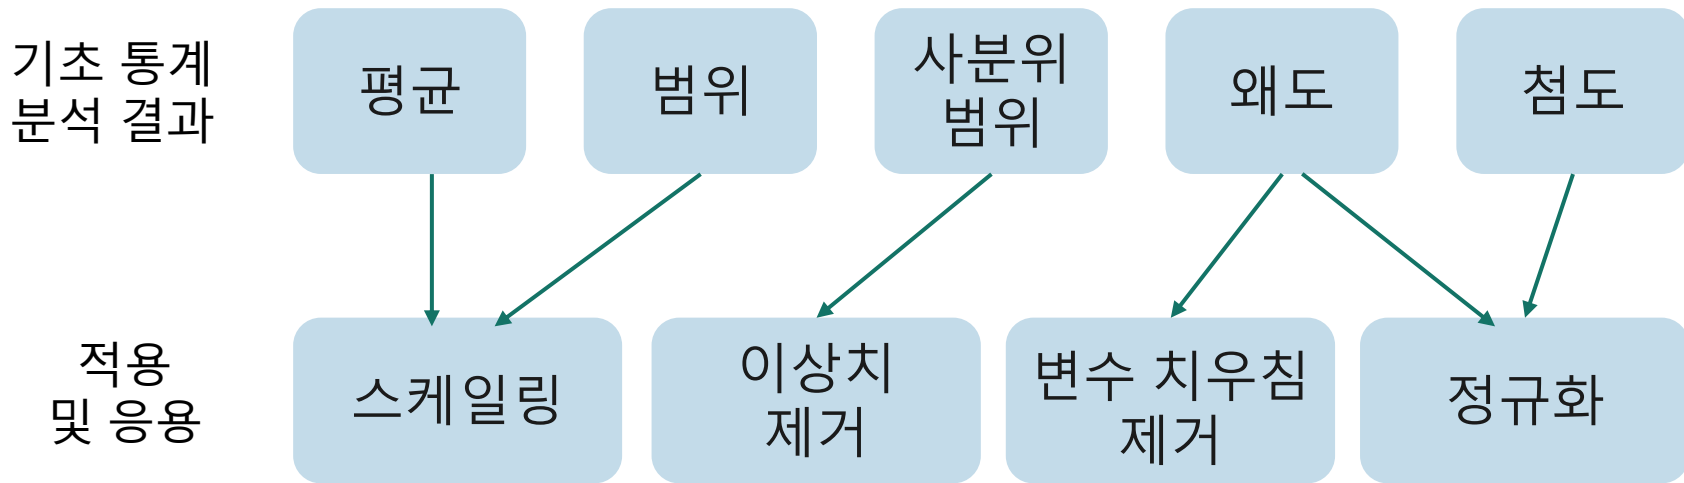 기초 통계
분석 결과
평균
범위
사분위
범위
왜도
첨도
적용
및 응용
스케일링
이상치
제거
변수 치우침
제거
정규화